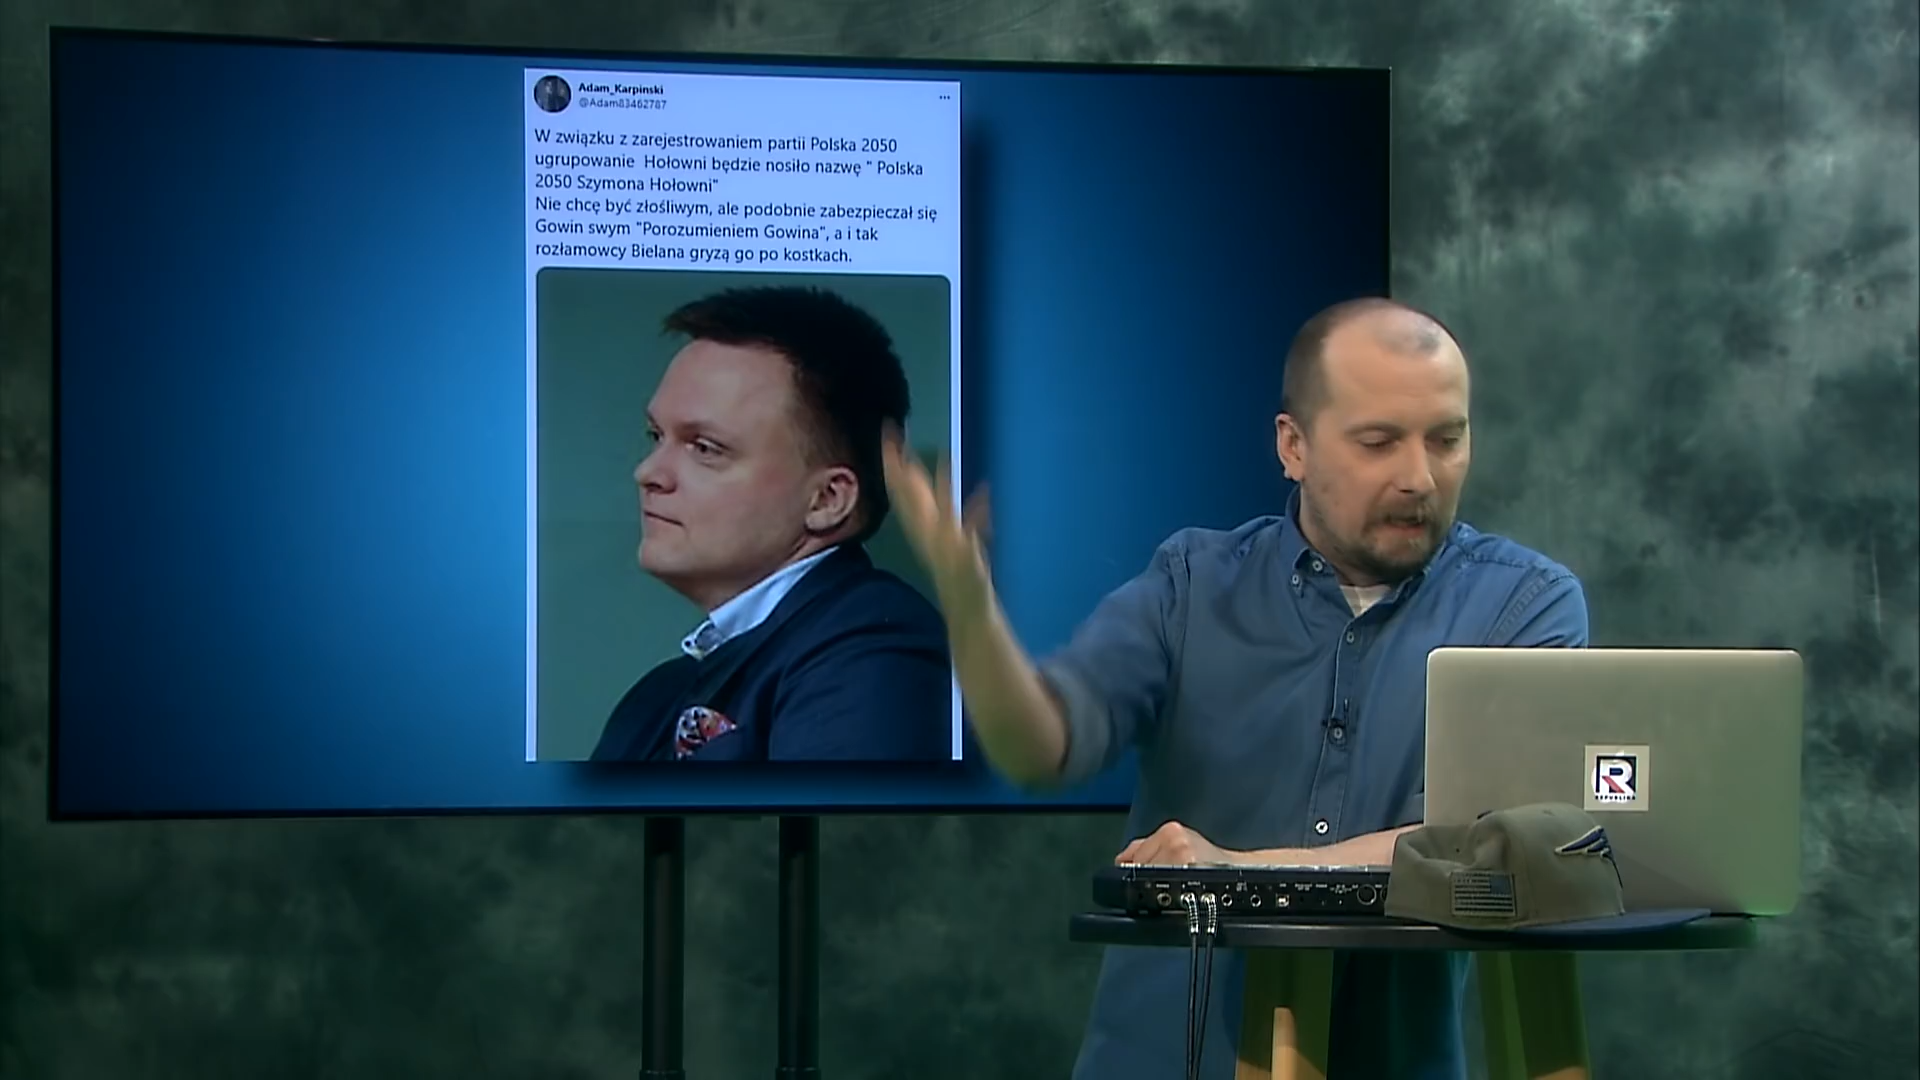 Adam_Karpinski
@Adam83462787
W związku z zarejestrowaniem partii Polska 2050
ugrupowanie Hołowni będzie nosiło nazwę " Polska
2050 Szymona Hołowni"
Nie chcę być złośliwym, ale podobnie zabezpieczał się
Gowin swym "Porozumieniem Gowina", a i tak
rozłamowcy Bielana gryzą go po kostkach.
R
REPUBLIKA